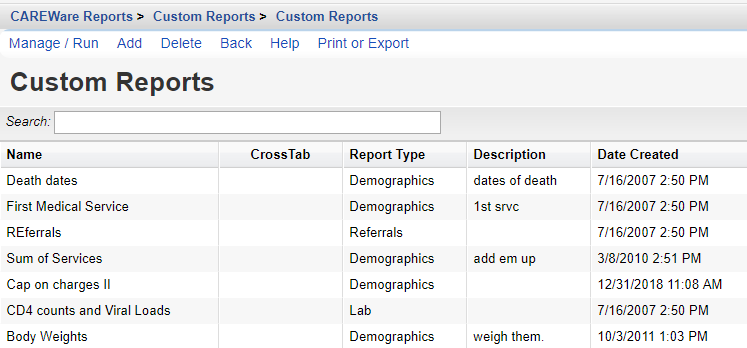 CAREWare Reports > Custom Reports > Custom Reports
Manage / Run Add Delete Back Help Print or Export
Custom Reports
Search:
Name CrossTab Report Type Description Date Created
Death dates Demographics dates of death 7/16/2007 2:50 PM
First Medical Service Demographics 1st srvc 7/16/2007 2:50 PM
REferrals Referrals 7/16/2007 2:50 PM
Sum of Services Demographics add em up 3/8/2010 2:51 PM
Cap on charges II Demographics 12/31/2018 11:08 AM
CD4 counts and Viral Loads Lab 7/16/2007 2:50 PM
Body Weights Demographics weigh them. 10/3/2011 1:03 PM